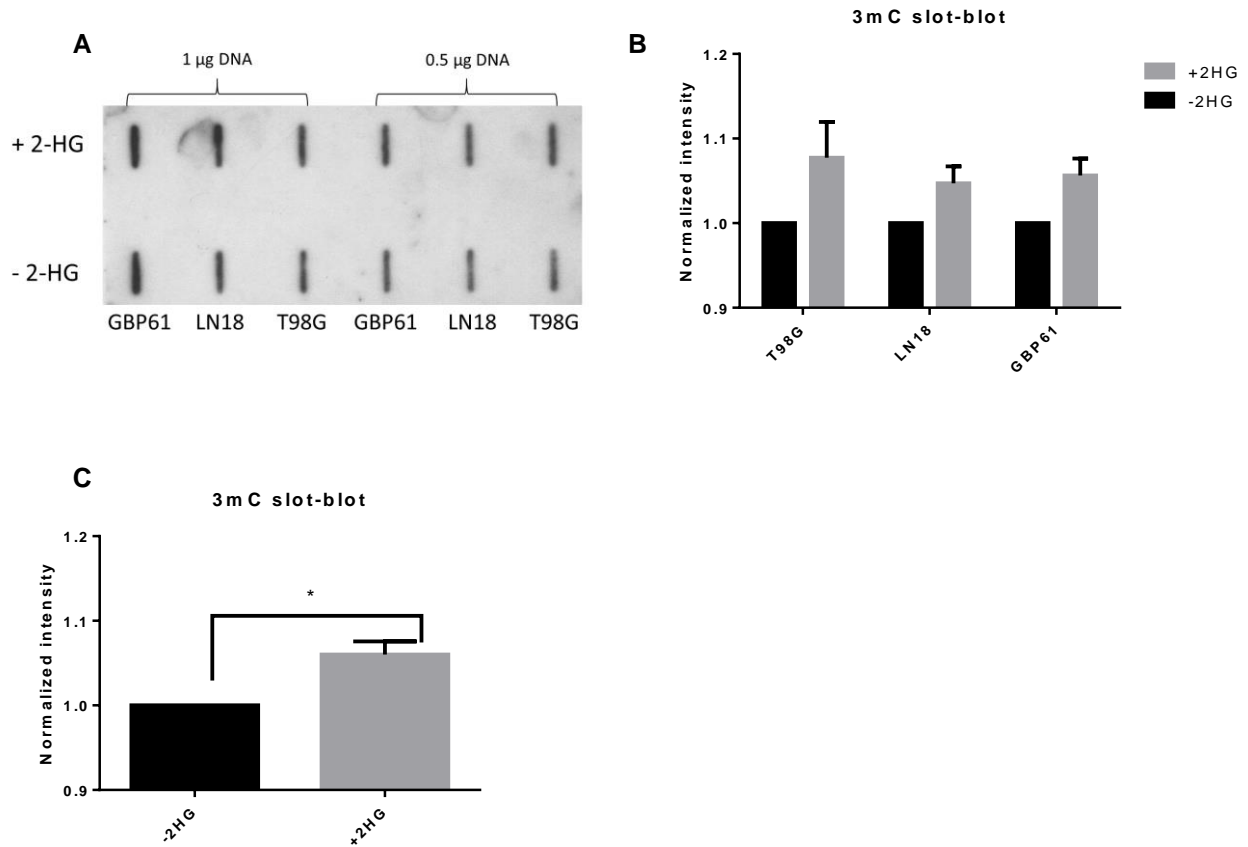 A
1 µg DNA
0.5 µg DNA
+ 2-HG
- 2-HG
GBP61 LN18 T98G GBP61 LN18 T98G
B
3mC slot-blot
Normalized intensity
1.2
1.1
1.0
0.9
T98G
LN18
GBP61
+2HG
-2HG
C
3mC slot-blot
Normalized intensity
1.2
1.1
1.0
0.9
*
-2HG
+2HG